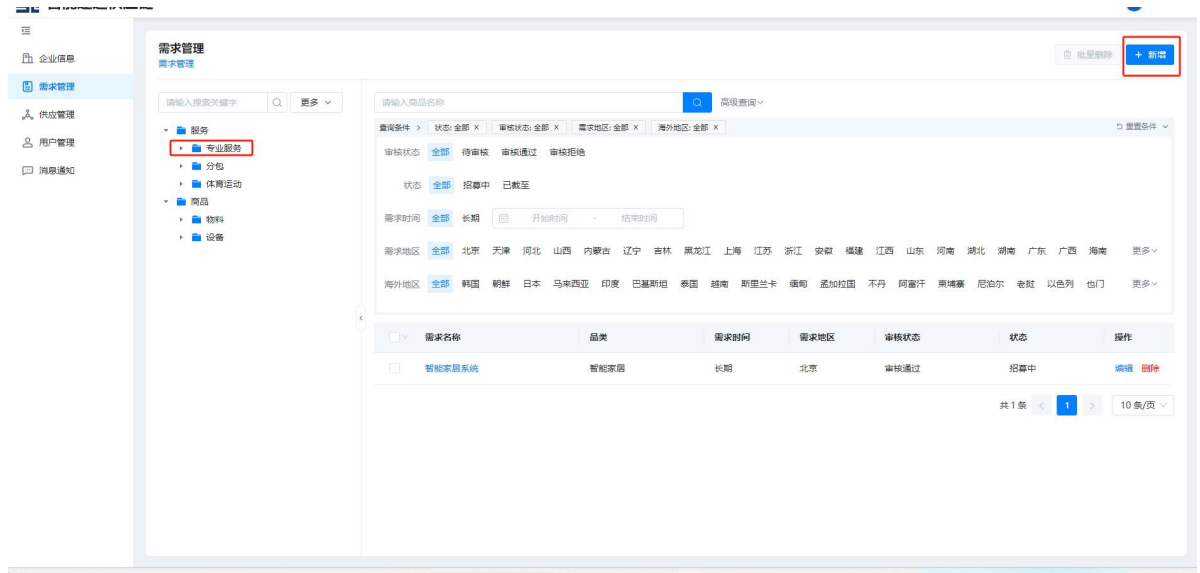 需求管理
需求管理
批量删除
+ 新增
企业信息
需求管理
供应管理
用户管理
消息通知
请输入搜索关键字
更多
服务
专业服务
分包
体育运动
商品
物料
设备
请输入商品名称
高级查询
查询条件 > 状态: 全部 × 审核状态: 全部 × 需求地区: 全部 × 海外地区: 全部 × 重置条件
审核状态 全部 待审核 审核通过 审核拒绝
状态 全部 招募中 已截至
需求时间 全部 长期 开始时间 - 结束时间
需求地区 全部 北京 天津 河北 山西 内蒙古 辽宁 吉林 黑龙江 上海 江苏 浙江 安徽 福建 江西 山东 河南 湖北 湖南 广东 广西 海南 更多
海外地区 全部 韩国 朝鲜 日本 马来西亚 印度 巴基斯坦 泰国 越南 斯里兰卡 缅甸 孟加拉国 不丹 阿富汗 柬埔寨 尼泊尔 老挝 以色列 也门 更多
需求名称 品类 需求时间 需求地区 审核状态 状态 操作
智能家居系统 智能家居 长期 北京 审核通过 招募中 编辑 删除
共 1 条 < 1 > 10 条/页